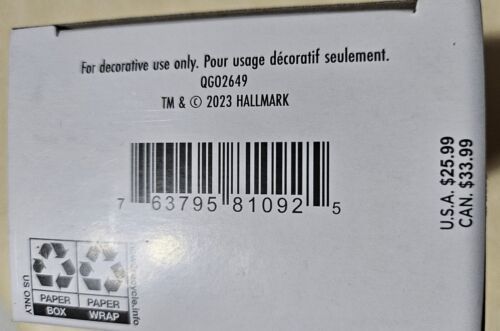 For decorative use only. Pour usage décoratif seulement.
QGO2649
TM & © 2023 HALLMARK
7 63795 81092 5
U.S.A. $25.99
CAN. $33.99
US ONLY
PAPER
BOX
PAPER
WRAP